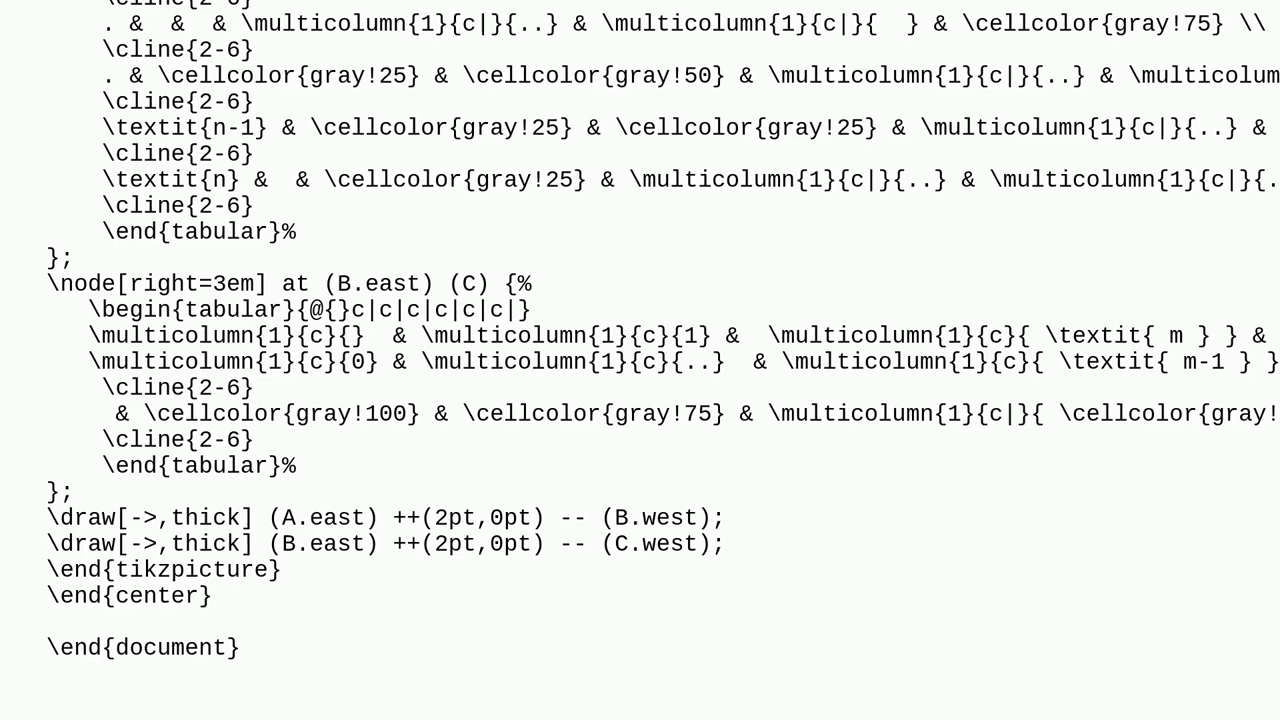 \cline{2-6}
. &  &  & \multicolumn{1}{c|}{..} & \multicolumn{1}{c|}{  } & \cellcolor{gray!75} \\
\cline{2-6}
. & \cellcolor{gray!25} & \cellcolor{gray!50} & \multicolumn{1}{c|}{..} & \multicolum
\cline{2-6}
\textit{n-1} & \cellcolor{gray!25} & \cellcolor{gray!25} & \multicolumn{1}{c|}{..} &
\cline{2-6}
\textit{n} &  & \cellcolor{gray!25} & \multicolumn{1}{c|}{..} & \multicolumn{1}{c|}{.
\cline{2-6}
\end{tabular}%
};
\node[right=3em] at (B.east) (C) {%
\begin{tabular}{@{}c|c|c|c|c|c|}
\multicolumn{1}{c}{}  & \multicolumn{1}{c}{1} &  \multicolumn{1}{c}{ \textit{ m } } &
\multicolumn{1}{c}{0} & \multicolumn{1}{c}{..}  & \multicolumn{1}{c}{ \textit{ m-1 } }
\cline{2-6}
& \cellcolor{gray!100} & \cellcolor{gray!75} & \multicolumn{1}{c|}{ \cellcolor{gray!
\cline{2-6}
\end{tabular}%
};
\draw[->,thick] (A.east) ++(2pt,0pt) -- (B.west);
\draw[->,thick] (B.east) ++(2pt,0pt) -- (C.west);
\end{tikzpicture}
\end{center}
\end{document}